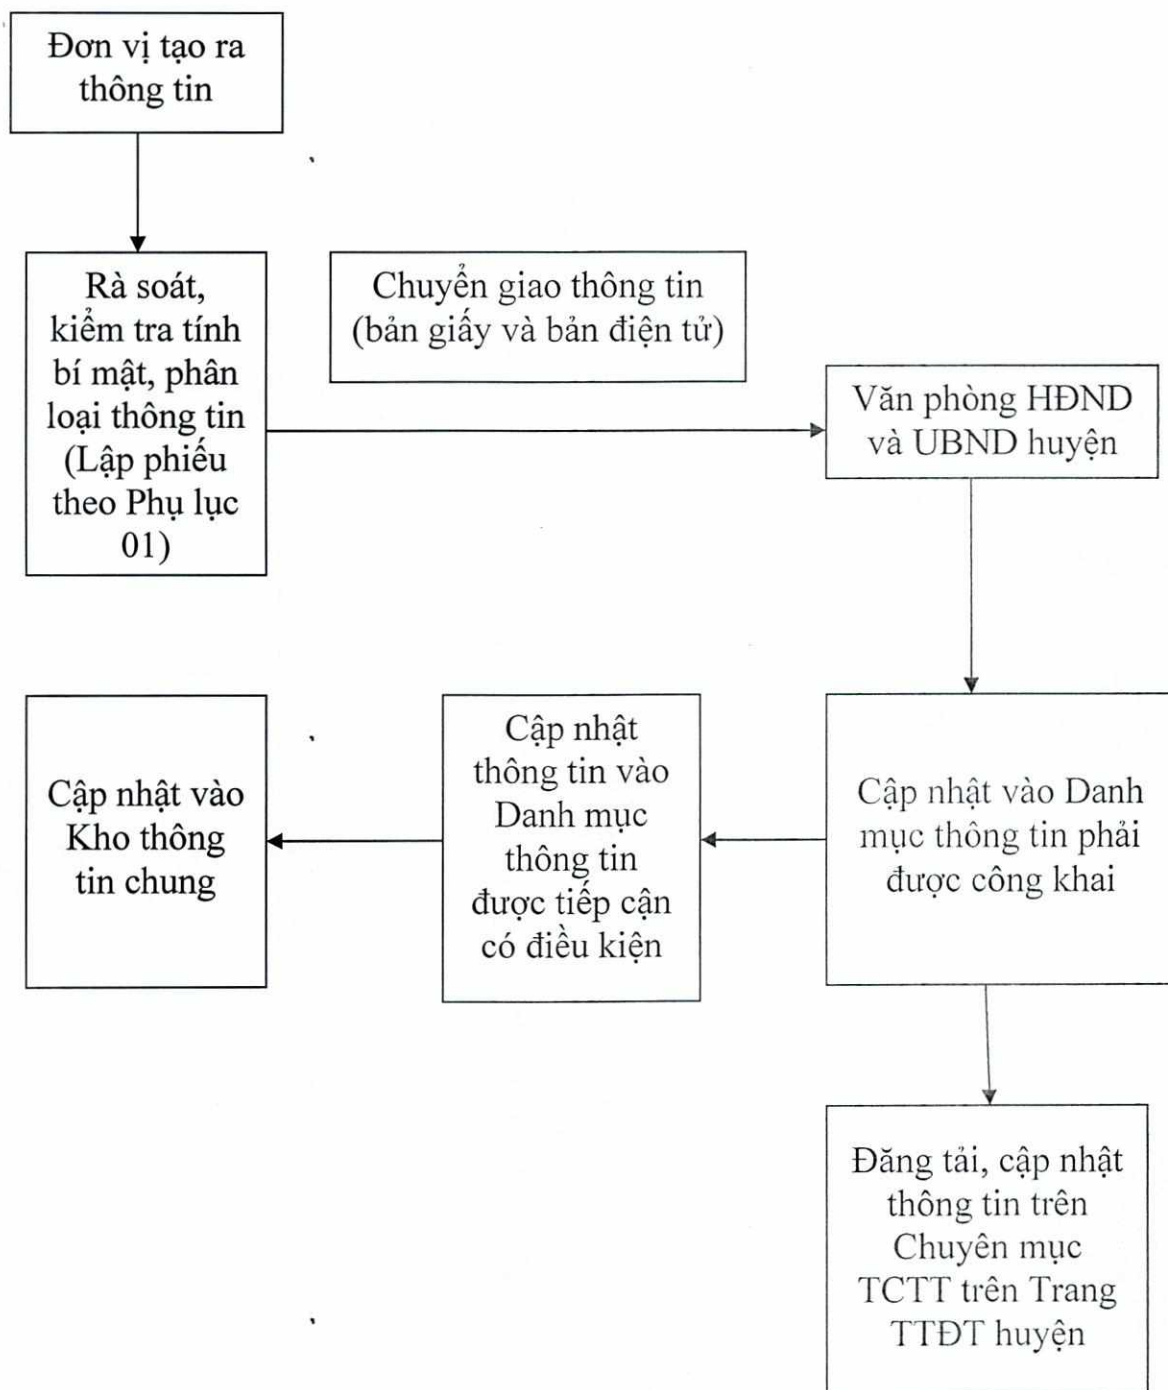 Đơn vị tạo ra
thông tin
Rà soát,
kiểm tra tính
bí mật, phân
loại thông tin
(Lập phiếu
theo Phụ lục
01)
Chuyển giao thông tin
(bản giấy và bản điện tử)
Văn phòng HĐND
và UBND huyện
Cập nhật vào
Kho thông
tin chung
Cập nhật
thông tin vào
Danh mục
thông tin
được tiếp cận
có điều kiện
Cập nhật vào Danh
mục thông tin phải
được công khai
Đăng tải, cập nhật
thông tin trên
Chuyên mục
TCTT trên Trang
TTĐT huyện